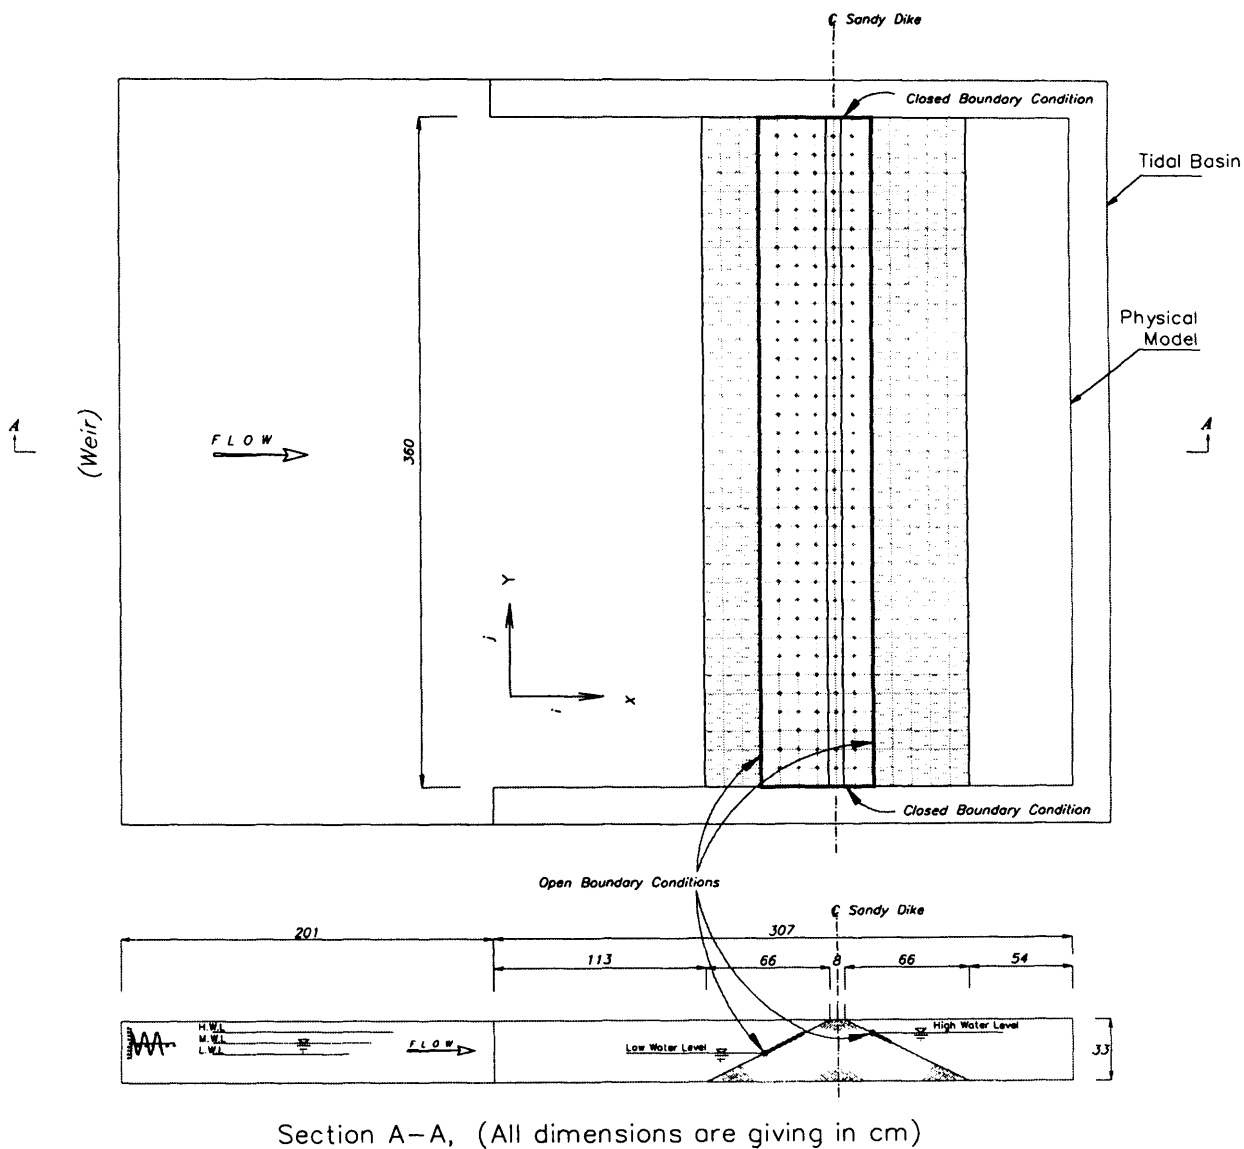 ℄ Sandy Dike
Closed Boundary Condition
Tidal Basin
Physical
Model
A
A
(Weir)
FLOW
360
Y
j
i
X
Closed Boundary Condition
Open Boundary Conditions
℄ Sandy Dike
201
307
113
66
8
66
54
H.W.L
M.W.L
L.W.L
FLOW
Low Water Level
High Water Level
33
Section A-A, (All dimensions are giving in cm)